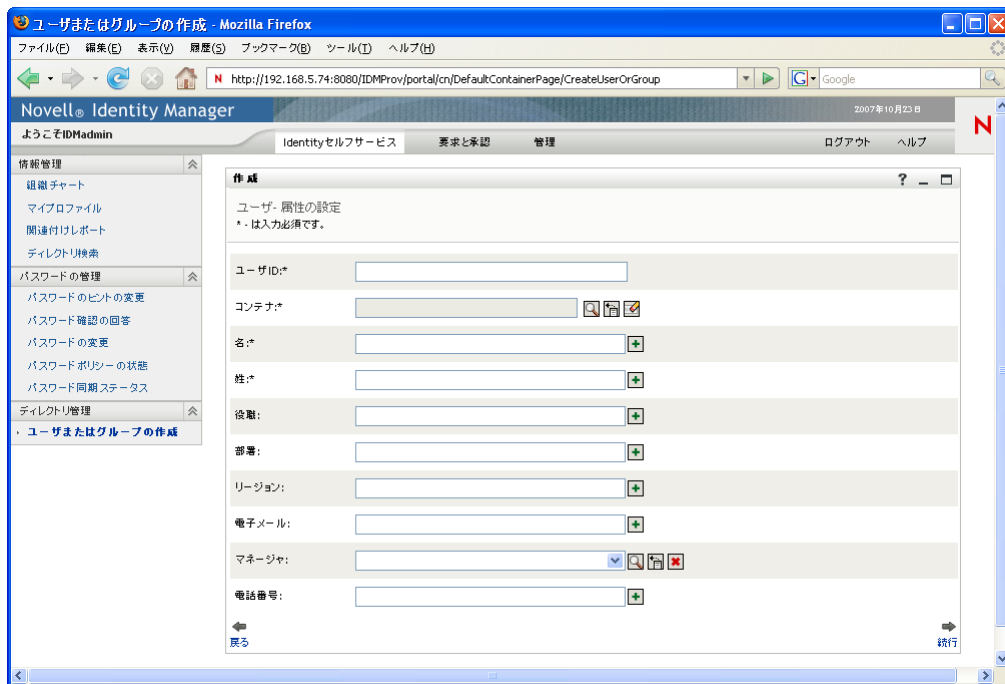 ユーザまたはグループの作成 - Mozilla Firefox
ファイル(F) 編集(E) 表示(V) 履歴(S) ブックマーク(B) ツール(T) ヘルプ(H)
N http://192.168.5.74:8080/IDMProv/portal/cn/DefaultContainerPage/CreateUserOrGroup G Google
Novell® Identity Manager 2007年10月23日
ようこそIDMadmin N
Identityセルフサービス 要求と承認 管理 ログアウト ヘルプ
情報管理
組織チャート
マイプロファイル
関連付けレポート
ディレクトリ検索
パスワードの管理
パスワードのヒントの変更
パスワード確認の回答
パスワードの変更
パスワードポリシーの状態
パスワード同期ステータス
ディレクトリ管理
ユーザまたはグループの作成
作成 ?
ユーザ- 属性の設定
* - は入力必須です。
ユーザID:*
コンテナ:*
名:*
姓:*
役職:
部署:
リージョン:
電子メール:
マネージャ:
電話番号:
戻る 続行